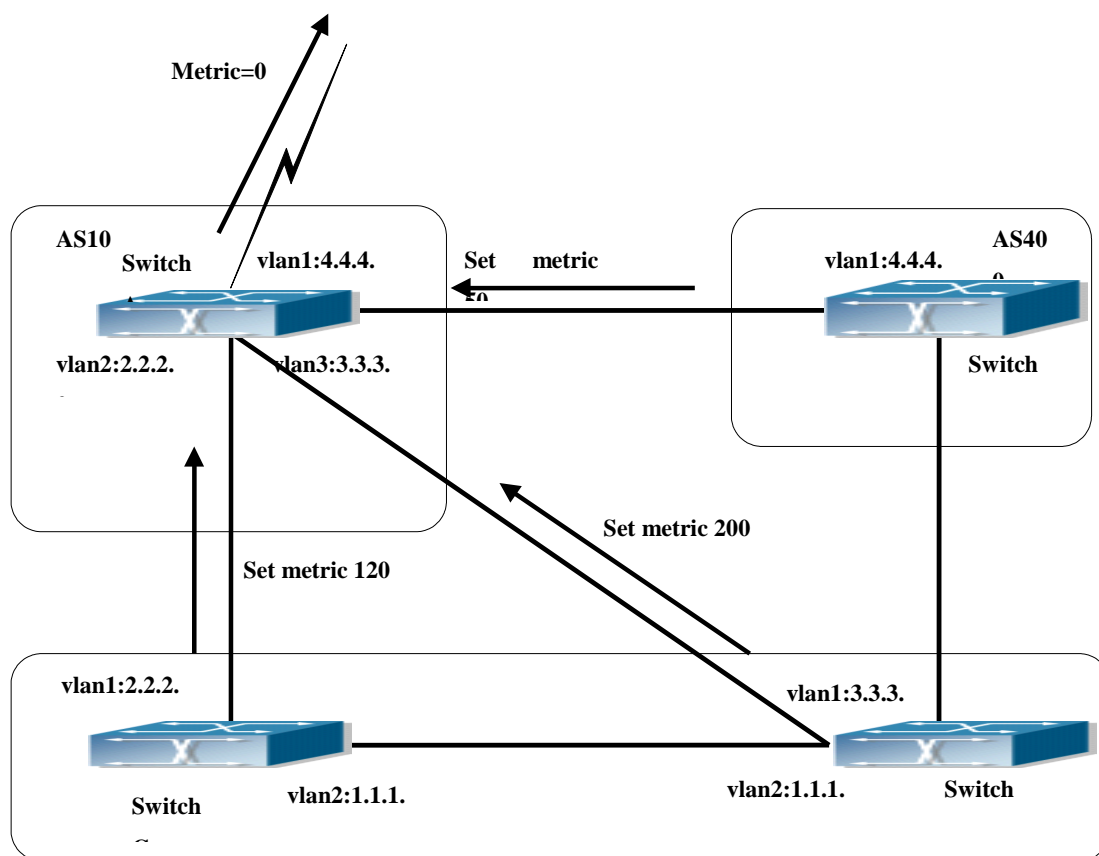 Metric=0
AS10
Switch
vlan1:4.4.4.
Set metric
vlan1:4.4.4.
AS40
vlan2:2.2.2.
vlan3:3.3.3.
Switch
Set metric 200
Set metric 120
vlan1:2.2.2.
vlan1:3.3.3.
vlan2:1.1.1.
vlan2:1.1.1.
Switch
Switch